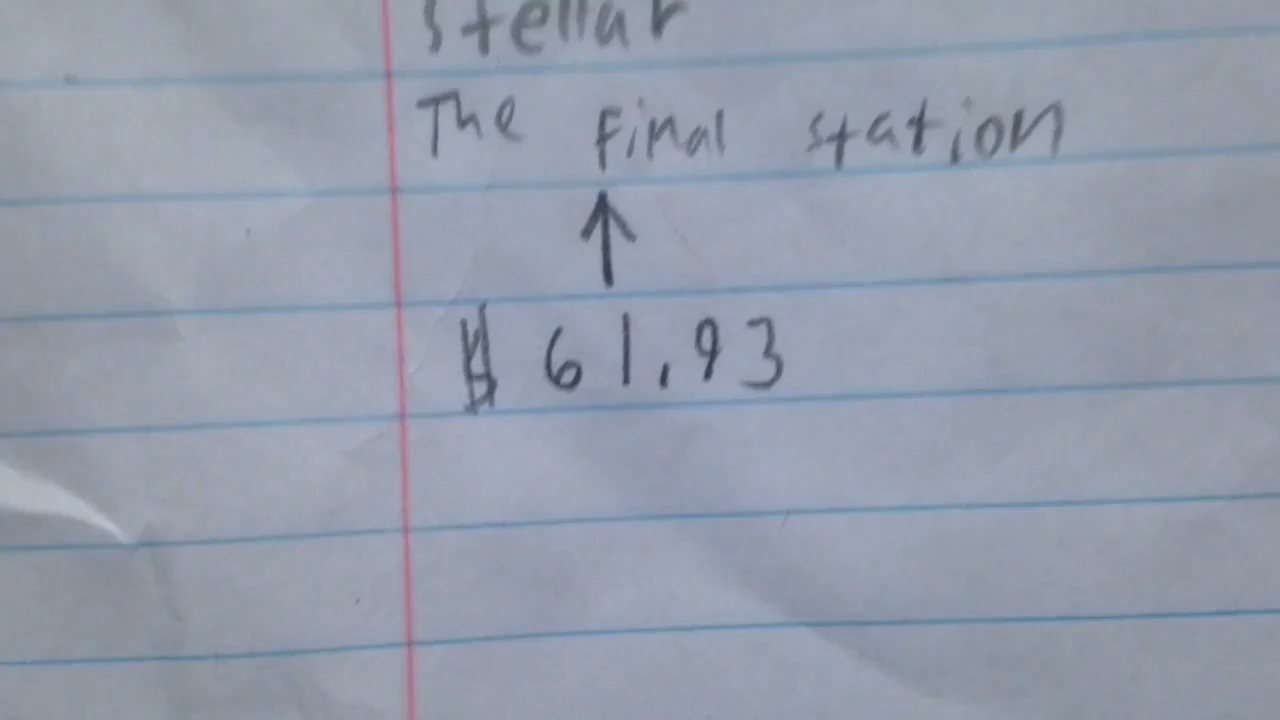 Stellar
The Final Station
↑
$ 61.93